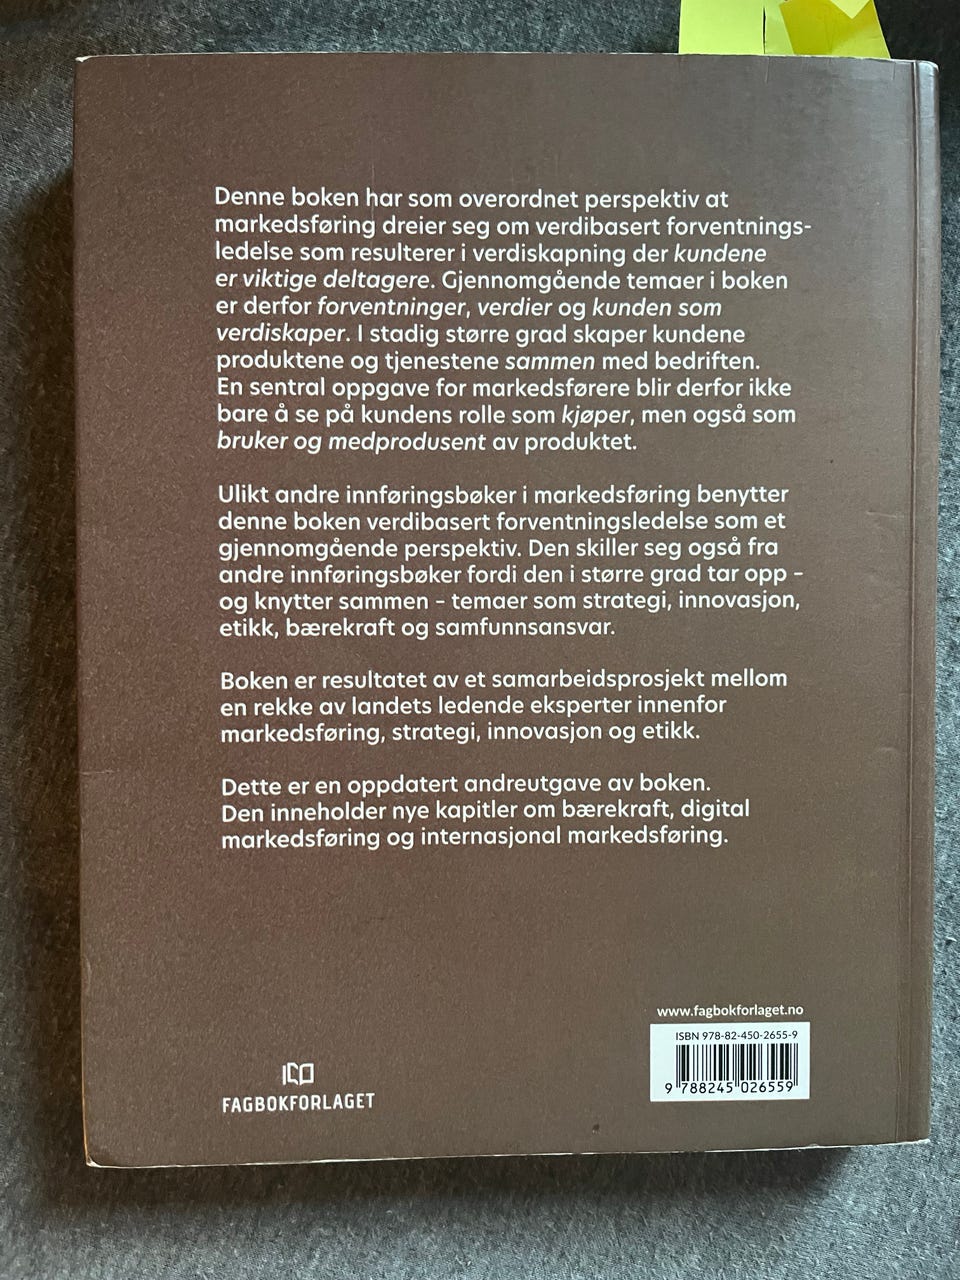 Denne boken har som overordnet perspektiv at
markedsføring dreier seg om verdibasert forventnings-
ledelse som resulterer i verdiskapning der kundene
er viktige deltagere. Gjennomgående temaer i boken
er derfor forventninger, verdier og kunden som
verdiskaper. I stadig større grad skaper kundene
produktene og tjenestene sammen med bedriften.
En sentral oppgave for markedsførere blir derfor ikke
bare å se på kundens rolle som kjøper, men også som
bruker og medprodusent av produktet.
Ulikt andre innføringsbøker i markedsføring benytter
denne boken verdibasert forventningsledelse som et
gjennomgående perspektiv. Den skiller seg også fra
andre innføringsbøker fordi den i større grad tar opp –
og knytter sammen – temaer som strategi, innovasjon,
etikk, bærekraft og samfunnsansvar.
Boken er resultatet av et samarbeidsprosjekt mellom
en rekke av landets ledende eksperter innenfor
markedsføring, strategi, innovasjon og etikk.
Dette er en oppdatert andreutgave av boken.
Den inneholder nye kapitler om bærekraft, digital
markedsføring og internasjonal markedsføring.
www.fagbokforlaget.no
ISBN 978-82-450-2655-9
9 788245 026559
FAGBOKFORLAGET